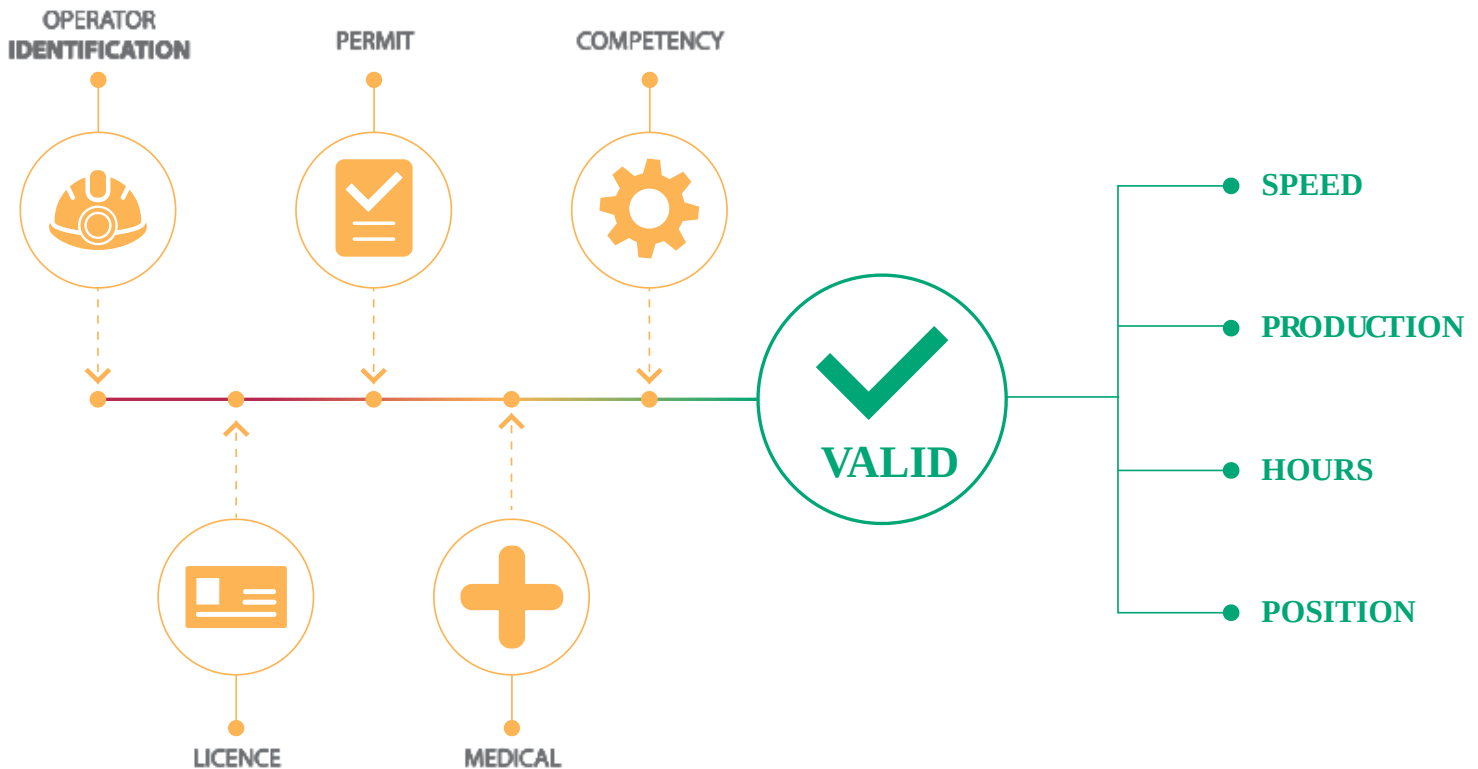 OPERATOR
IDENTIFICATION
PERMIT
COMPETENCY
LICENCE
MEDICAL
VALID
SPEED
PRODUCTION
HOURS
POSITION